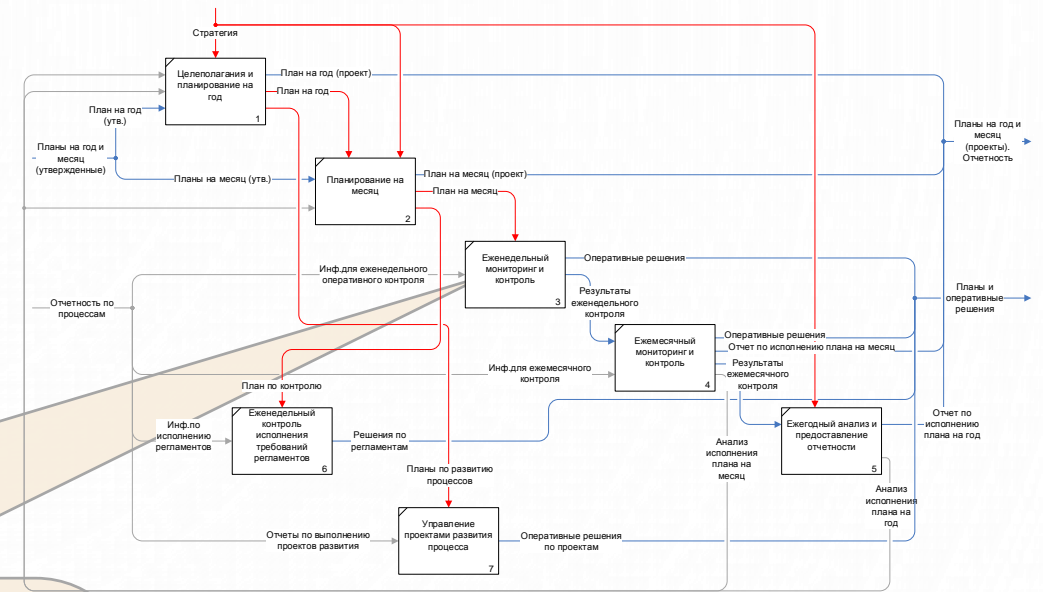 Стратегия
Целеполагания и
планирование на
год
1
План на год (проект)
План на год
План на год
(утв.)
Планы на год и
месяц
(утвержденные)
Планы на месяц (утв.)
Планирование на
месяц
2
План на месяц (проект)
План на месяц
Планы на год и
месяц
(проекты).
Отчетность
Еженедельный
мониторинг и
контроль
3
Оперативные решения
Инф.для еженедельного
оперативного контроля
Результаты
еженедельного
контроля
Отчетность по
процессам
Планы и
оперативные
решения
Ежемесячный
мониторинг и
контроль
4
Оперативные решения
Отчет по исполнению плана на месяц
Результаты
ежемесячного
контроля
Инф.для ежемесячного
контроля
План по контролю
Еженедельный
контроль
исполнения
требований
регламентов
6
Инф.по
исполнению
регламентов
Решения по
регламентам
Ежегодный анализ и
предоставление
отчетности
5
Отчет по
исполнению
плана на год
Анализ
исполнения
плана на
месяц
Анализ
исполнения
плана на
год
Планы по развитию
процессов
Управление
проектами развития
процесса
7
Отчеты по выполнению
проектов развития
Оперативные решения
по проектам